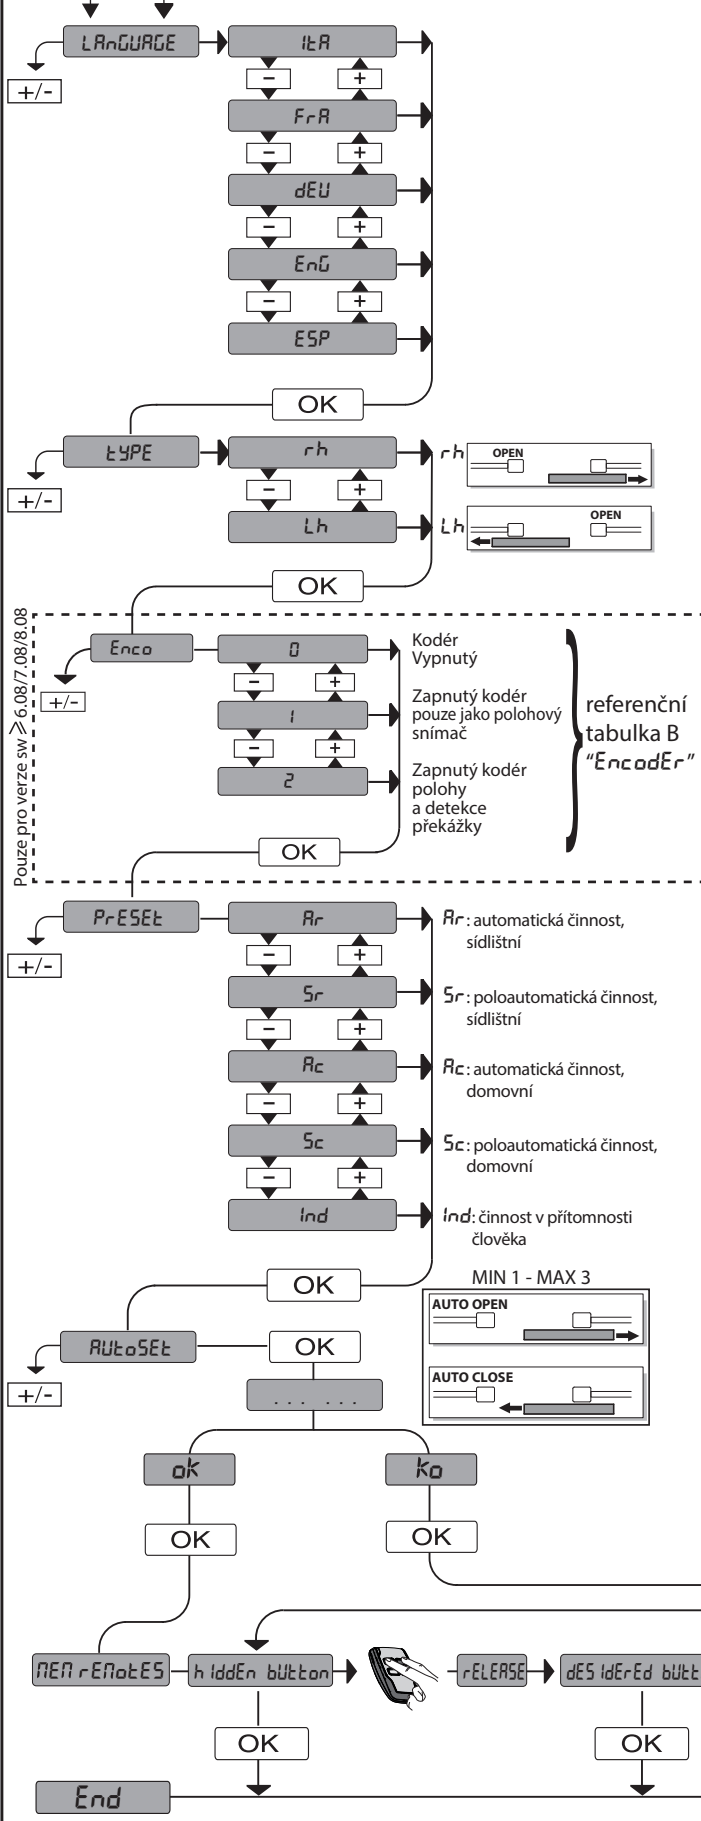 LAnGUAGE ItA
+/-
- +
FrA
- +
dEU
- +
EnG
- +
ESP
OK
tYPE rh rh OPEN
+/-
- +
Lh Lh OPEN
OK
Pouze pro verze sw ⩾ 6.08/7.08/8.08
Enco 0 Kodér
Vypnutý
+/-
- +
1 Zapnutý kodér
pouze jako polohový
snímač
- +
2 Zapnutý kodér
polohy
a detekce
překážky
referenční
tabulka B
"EncodEr"
OK
PrESEt Ar Ar: automatická činnost,
sídlištní
+/-
- +
Sr Sr: poloautomatická činnost,
sídlištní
- +
Ac Ac: automatická činnost,
domovní
- +
Sc Sc: poloautomatická činnost,
domovní
- +
Ind Ind: činnost v přítomnosti
člověka
OK
MIN 1 - MAX 3
AUTO OPEN
AUTO CLOSE
AUtoSEt OK
+/-
... ...
oK Ko
OK OK
MEM rEMotES hIddEn bUtton rELEASE dESIdErEd bUtt
OK OK
End